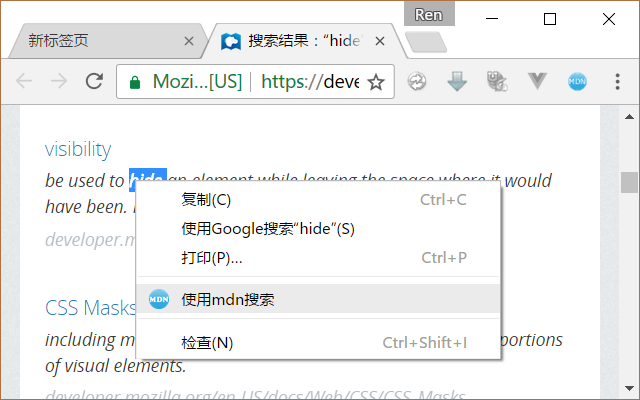 Ren
新标签页
搜索结果：“hide
Mozi…[US]
https://deve
MDN
visibility
be used to hide an element while leaving the space where it would
have been.
developer.m
复制(C) Ctrl+C
使用Google搜索“hide”(S)
打印(P)... Ctrl+P
MDN 使用mdn搜索
检查(N) Ctrl+Shift+I
CSS Masks
including m portions
of visual elements.
developer.mozilla.org/en-US/docs/Web/CSS/CSS_Masks